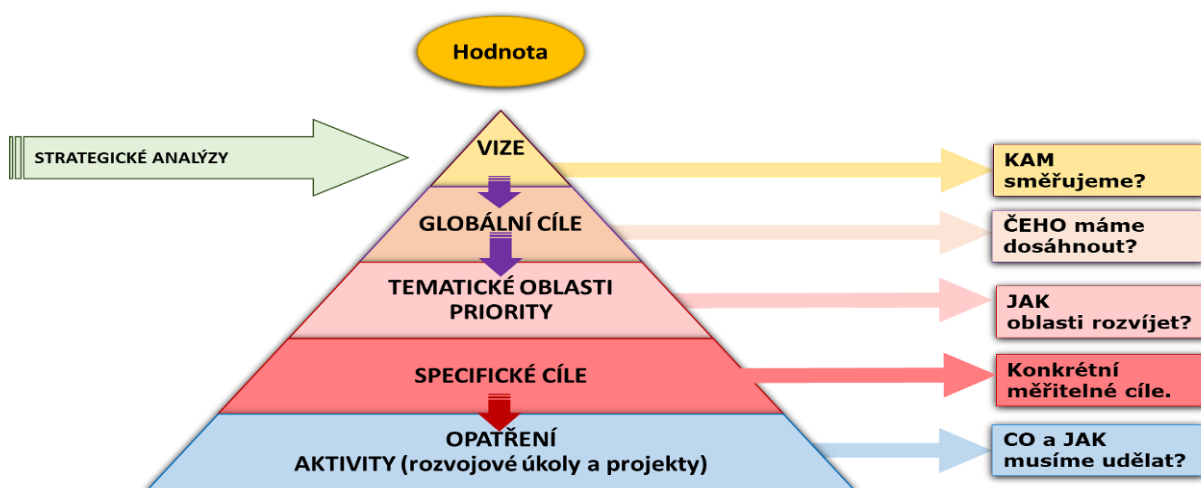 Hodnota
STRATEGICKÉ ANALÝZY
VIZE
KAM
směřujeme?
GLOBÁLNÍ CÍLE
ČEHO máme
dosáhnout?
TEMATICKÉ OBLASTI
PRIORITY
JAK
oblasti rozvíjet?
SPECIFICKÉ CÍLE
Konkrétní
měřitelné cíle.
OPATŘENÍ
AKTIVITY (rozvojové úkoly a projekty)
CO a JAK
musíme udělat?